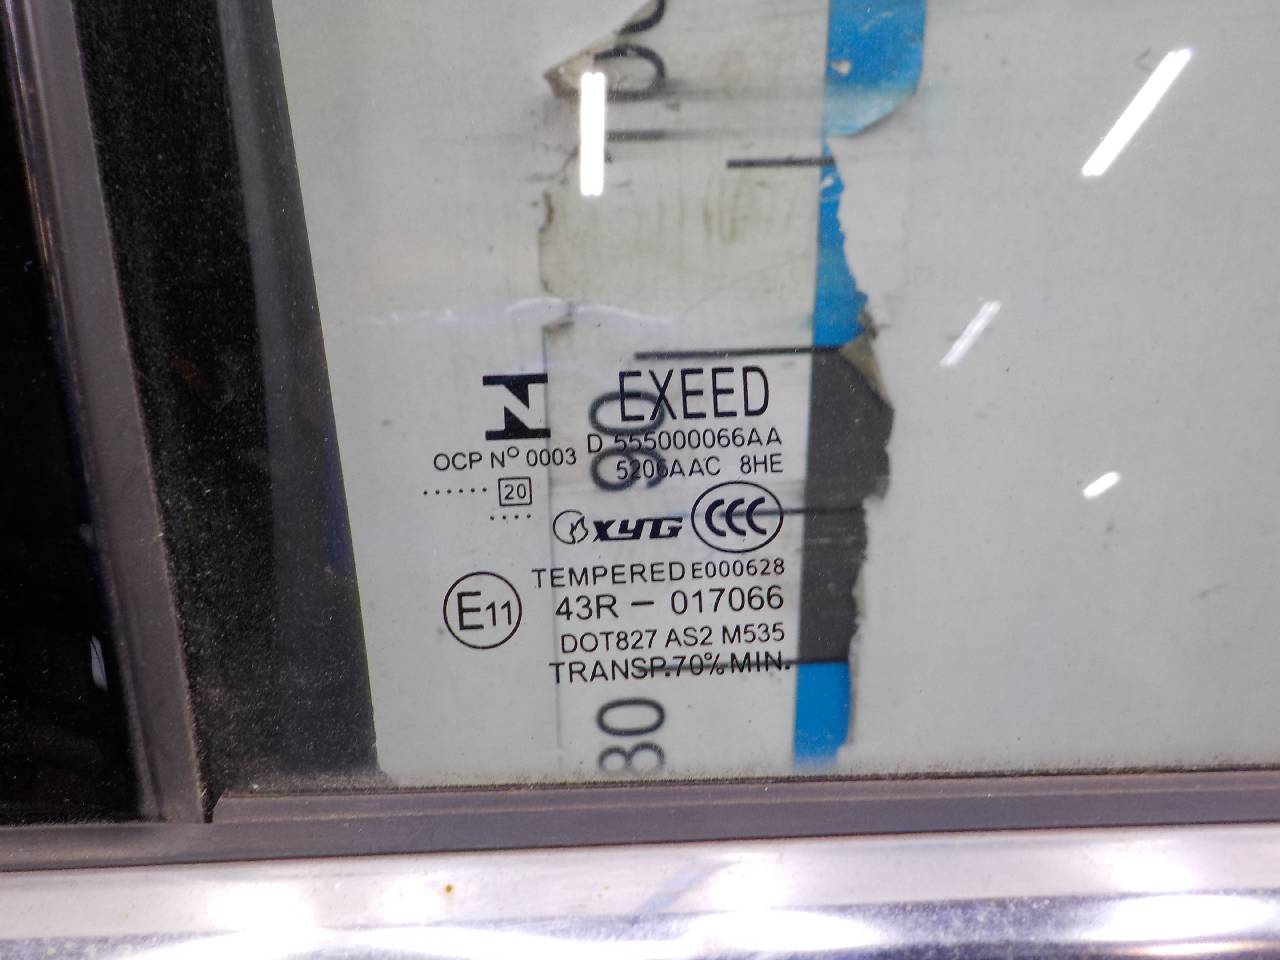 EXEED
D 555000066AA
OCP Nº 0003
5206AAC 8HE
90
...... 20
....
XYG CCC
TEMPERED E000628
E11 43R - 017066
DOT827 AS2 M535
TRANSP.70% MIN.
80